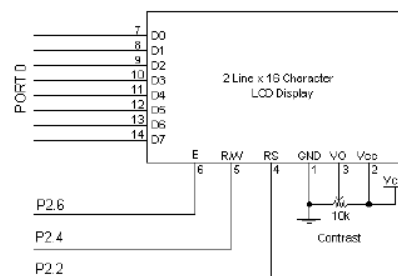 7 D0
8 D1
9 D2
10 D3
11 D4
12 D5
13 D6
14 D7
PORT 0
2 Line x 16 Character
LCD Display
E R/W RS GND VO Vcc
6 5 4 1 3 2
Vc
10k
Contrast
P2.6
P2.4
P2.2